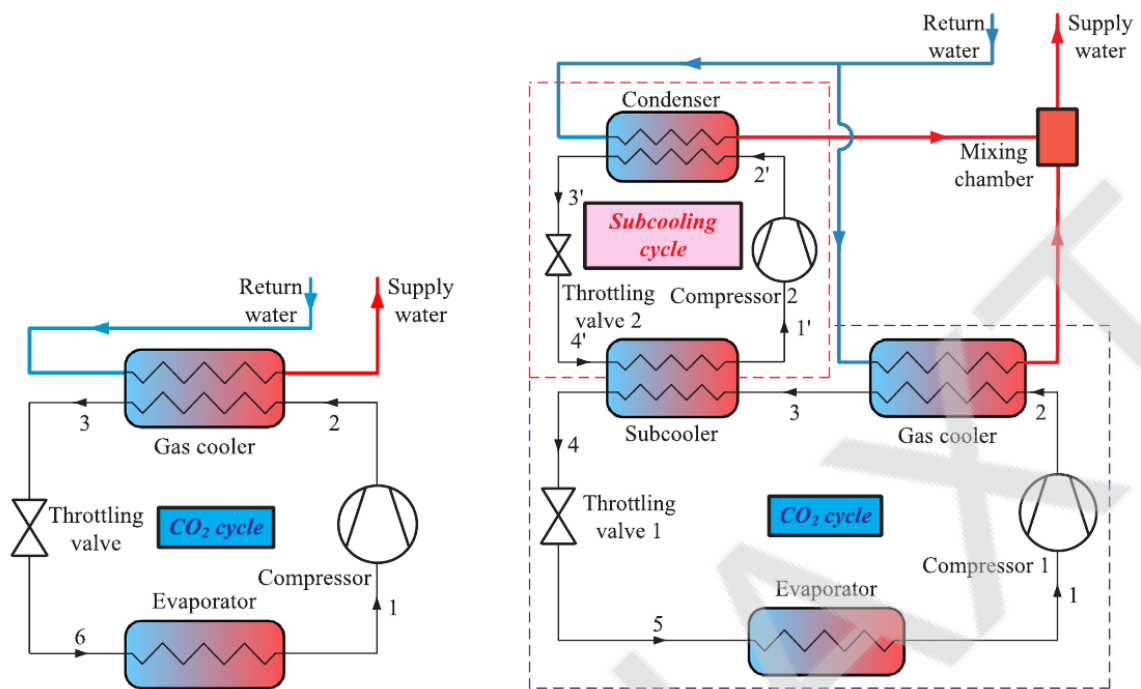 Return
water
Supply
water
3
2
Gas cooler
Throttling
valve
CO₂ cycle
Compressor
Evaporator
1
6
Return
water
Supply
water
Condenser
Mixing
chamber
2'
3'
Subcooling
cycle
Throttling
valve 2
Compressor 2
4'
1'
3
2
Subcooler
Gas cooler
4
Throttling
valve 1
CO₂ cycle
Compressor 1
Evaporator
5
1